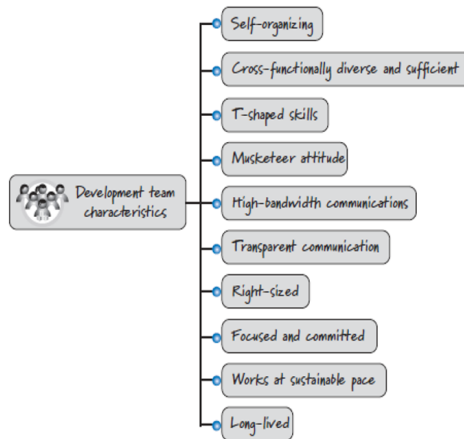 Self-organizing
Cross-functionally diverse and sufficient
T-shaped skills
Musketeer attitude
Development team
characteristics
High-bandwidth communications
Transparent communication
Right-sized
Focused and committed
Works at sustainable pace
Long-lived